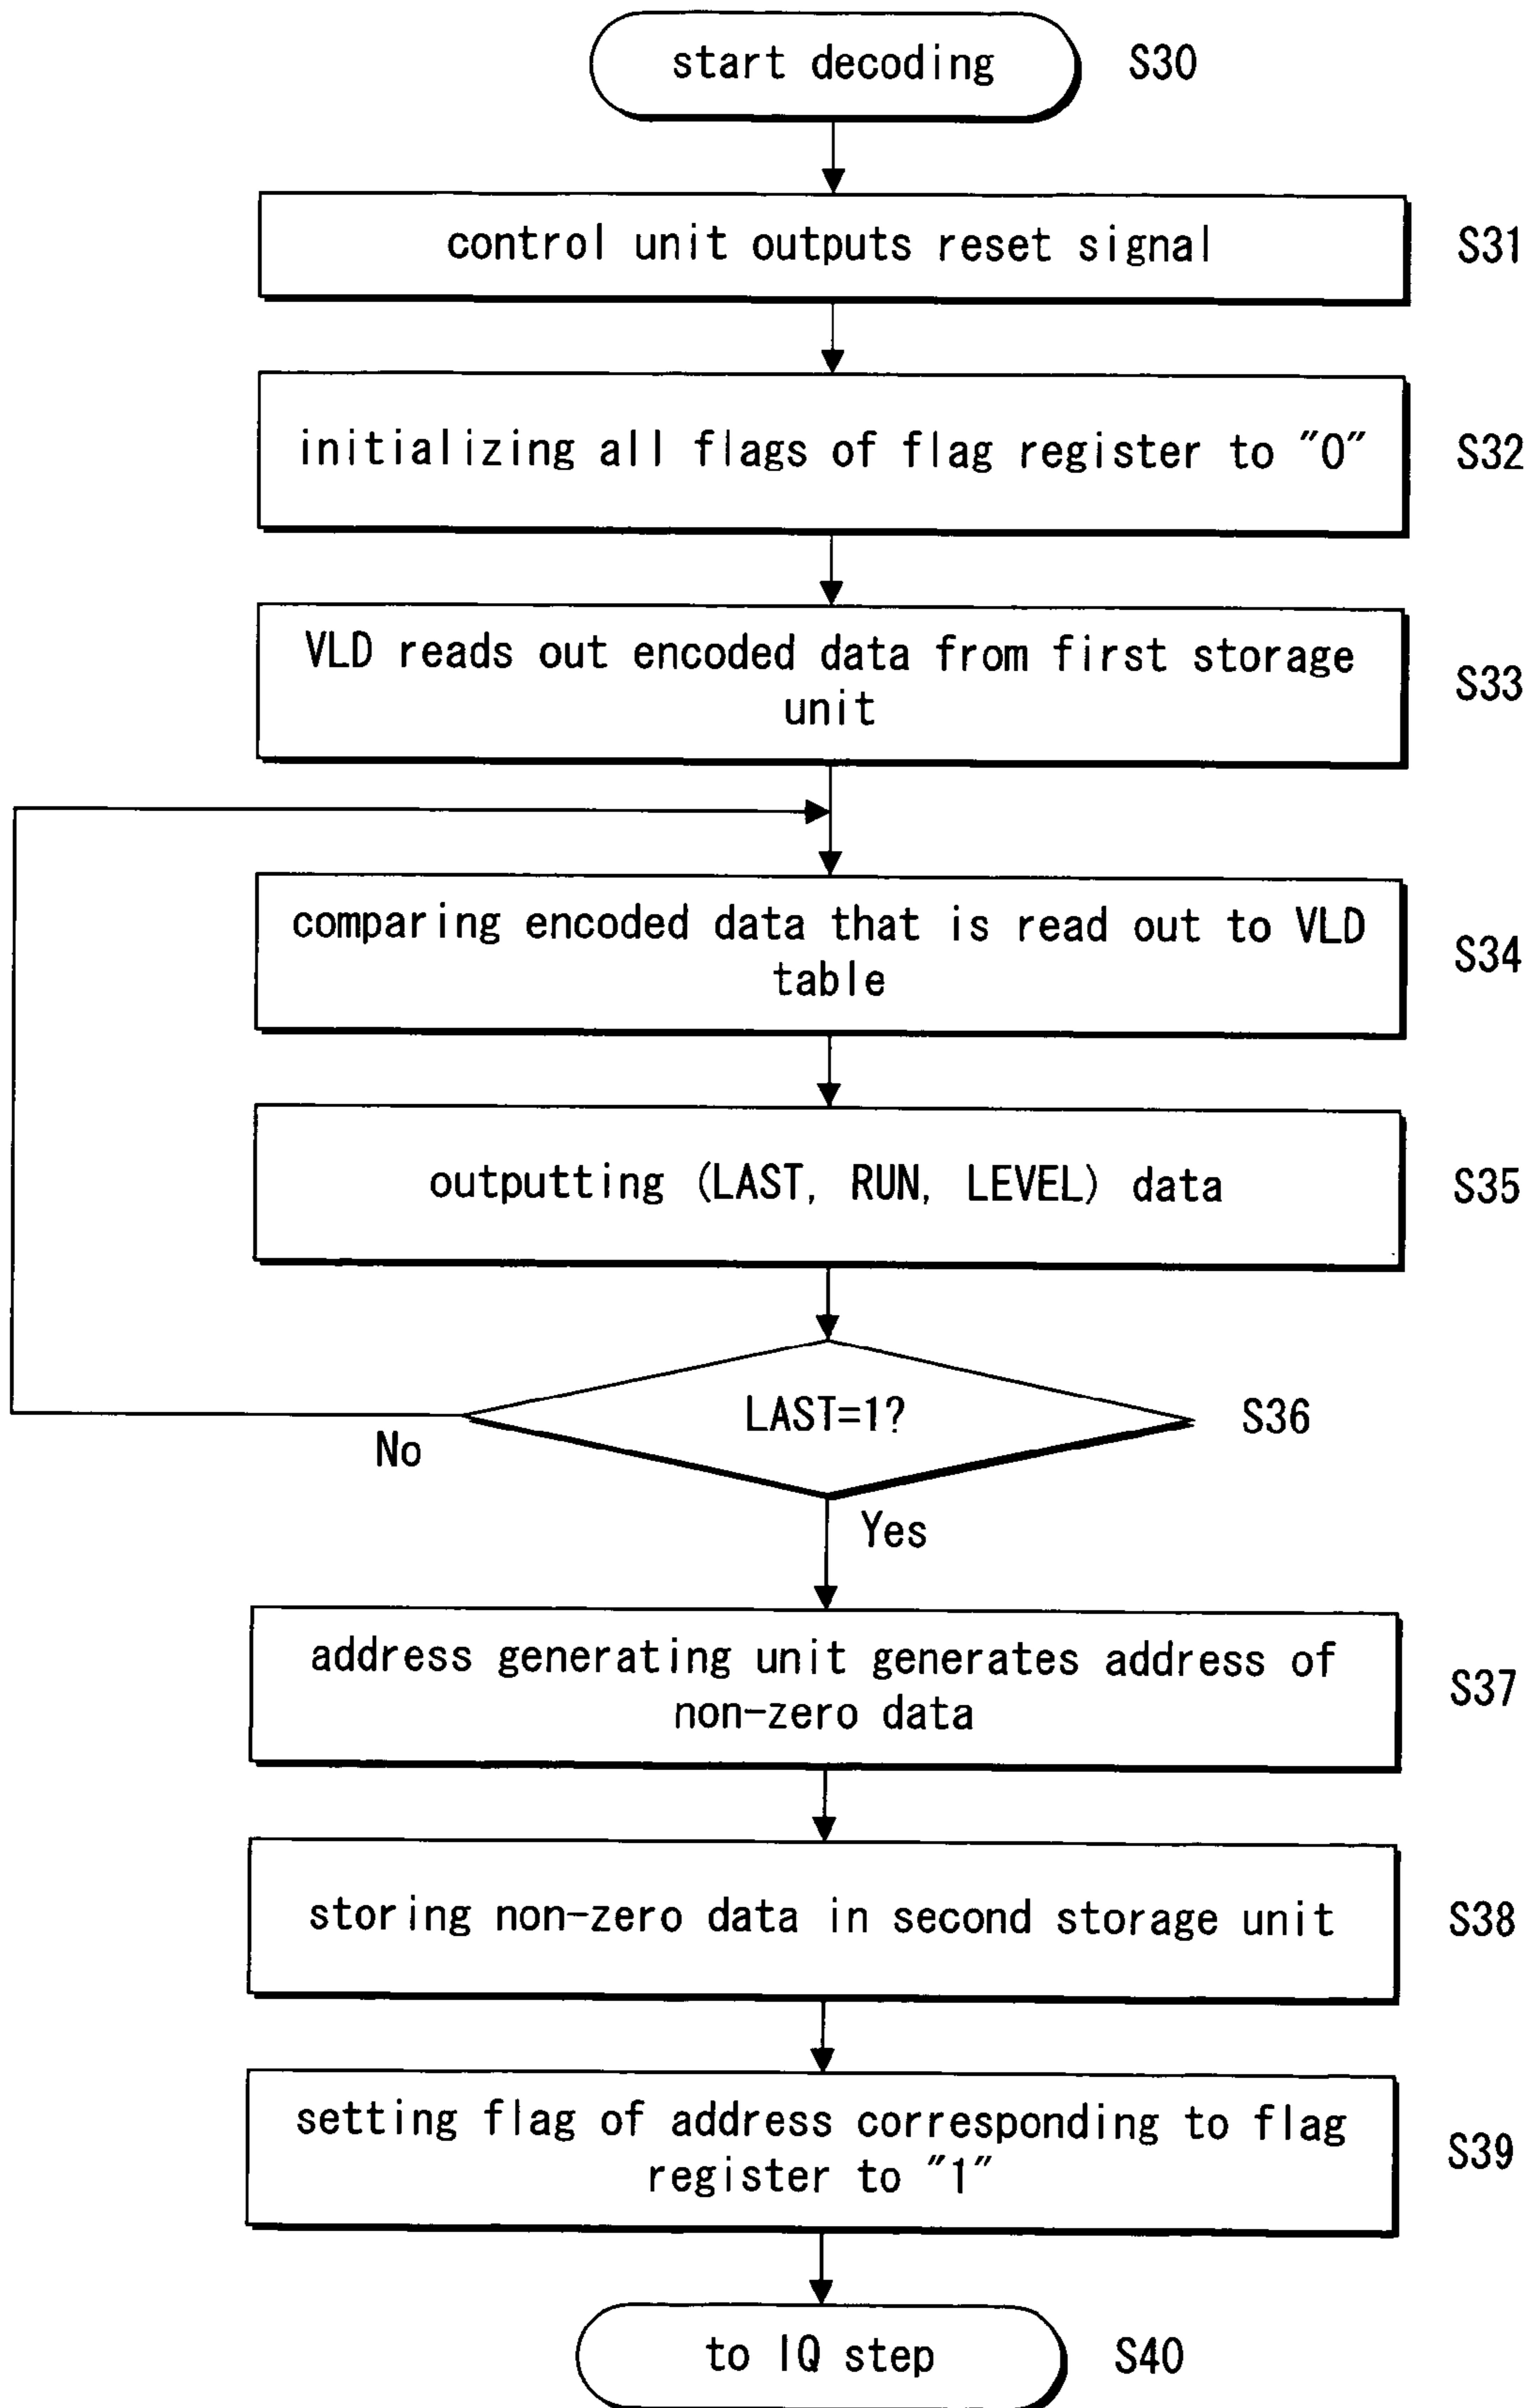 start decoding
S30
control unit outputs reset signal
S31
initializing all flags of flag register to "0"
S32
VLD reads out encoded data from first storage
unit
S33
comparing encoded data that is read out to VLD
table
S34
outputting (LAST, RUN, LEVEL) data
S35
LAST=1?
S36
No
Yes
address generating unit generates address of
non-zero data
S37
storing non-zero data in second storage unit
S38
setting flag of address corresponding to flag
register to "1"
S39
to IQ step
S40